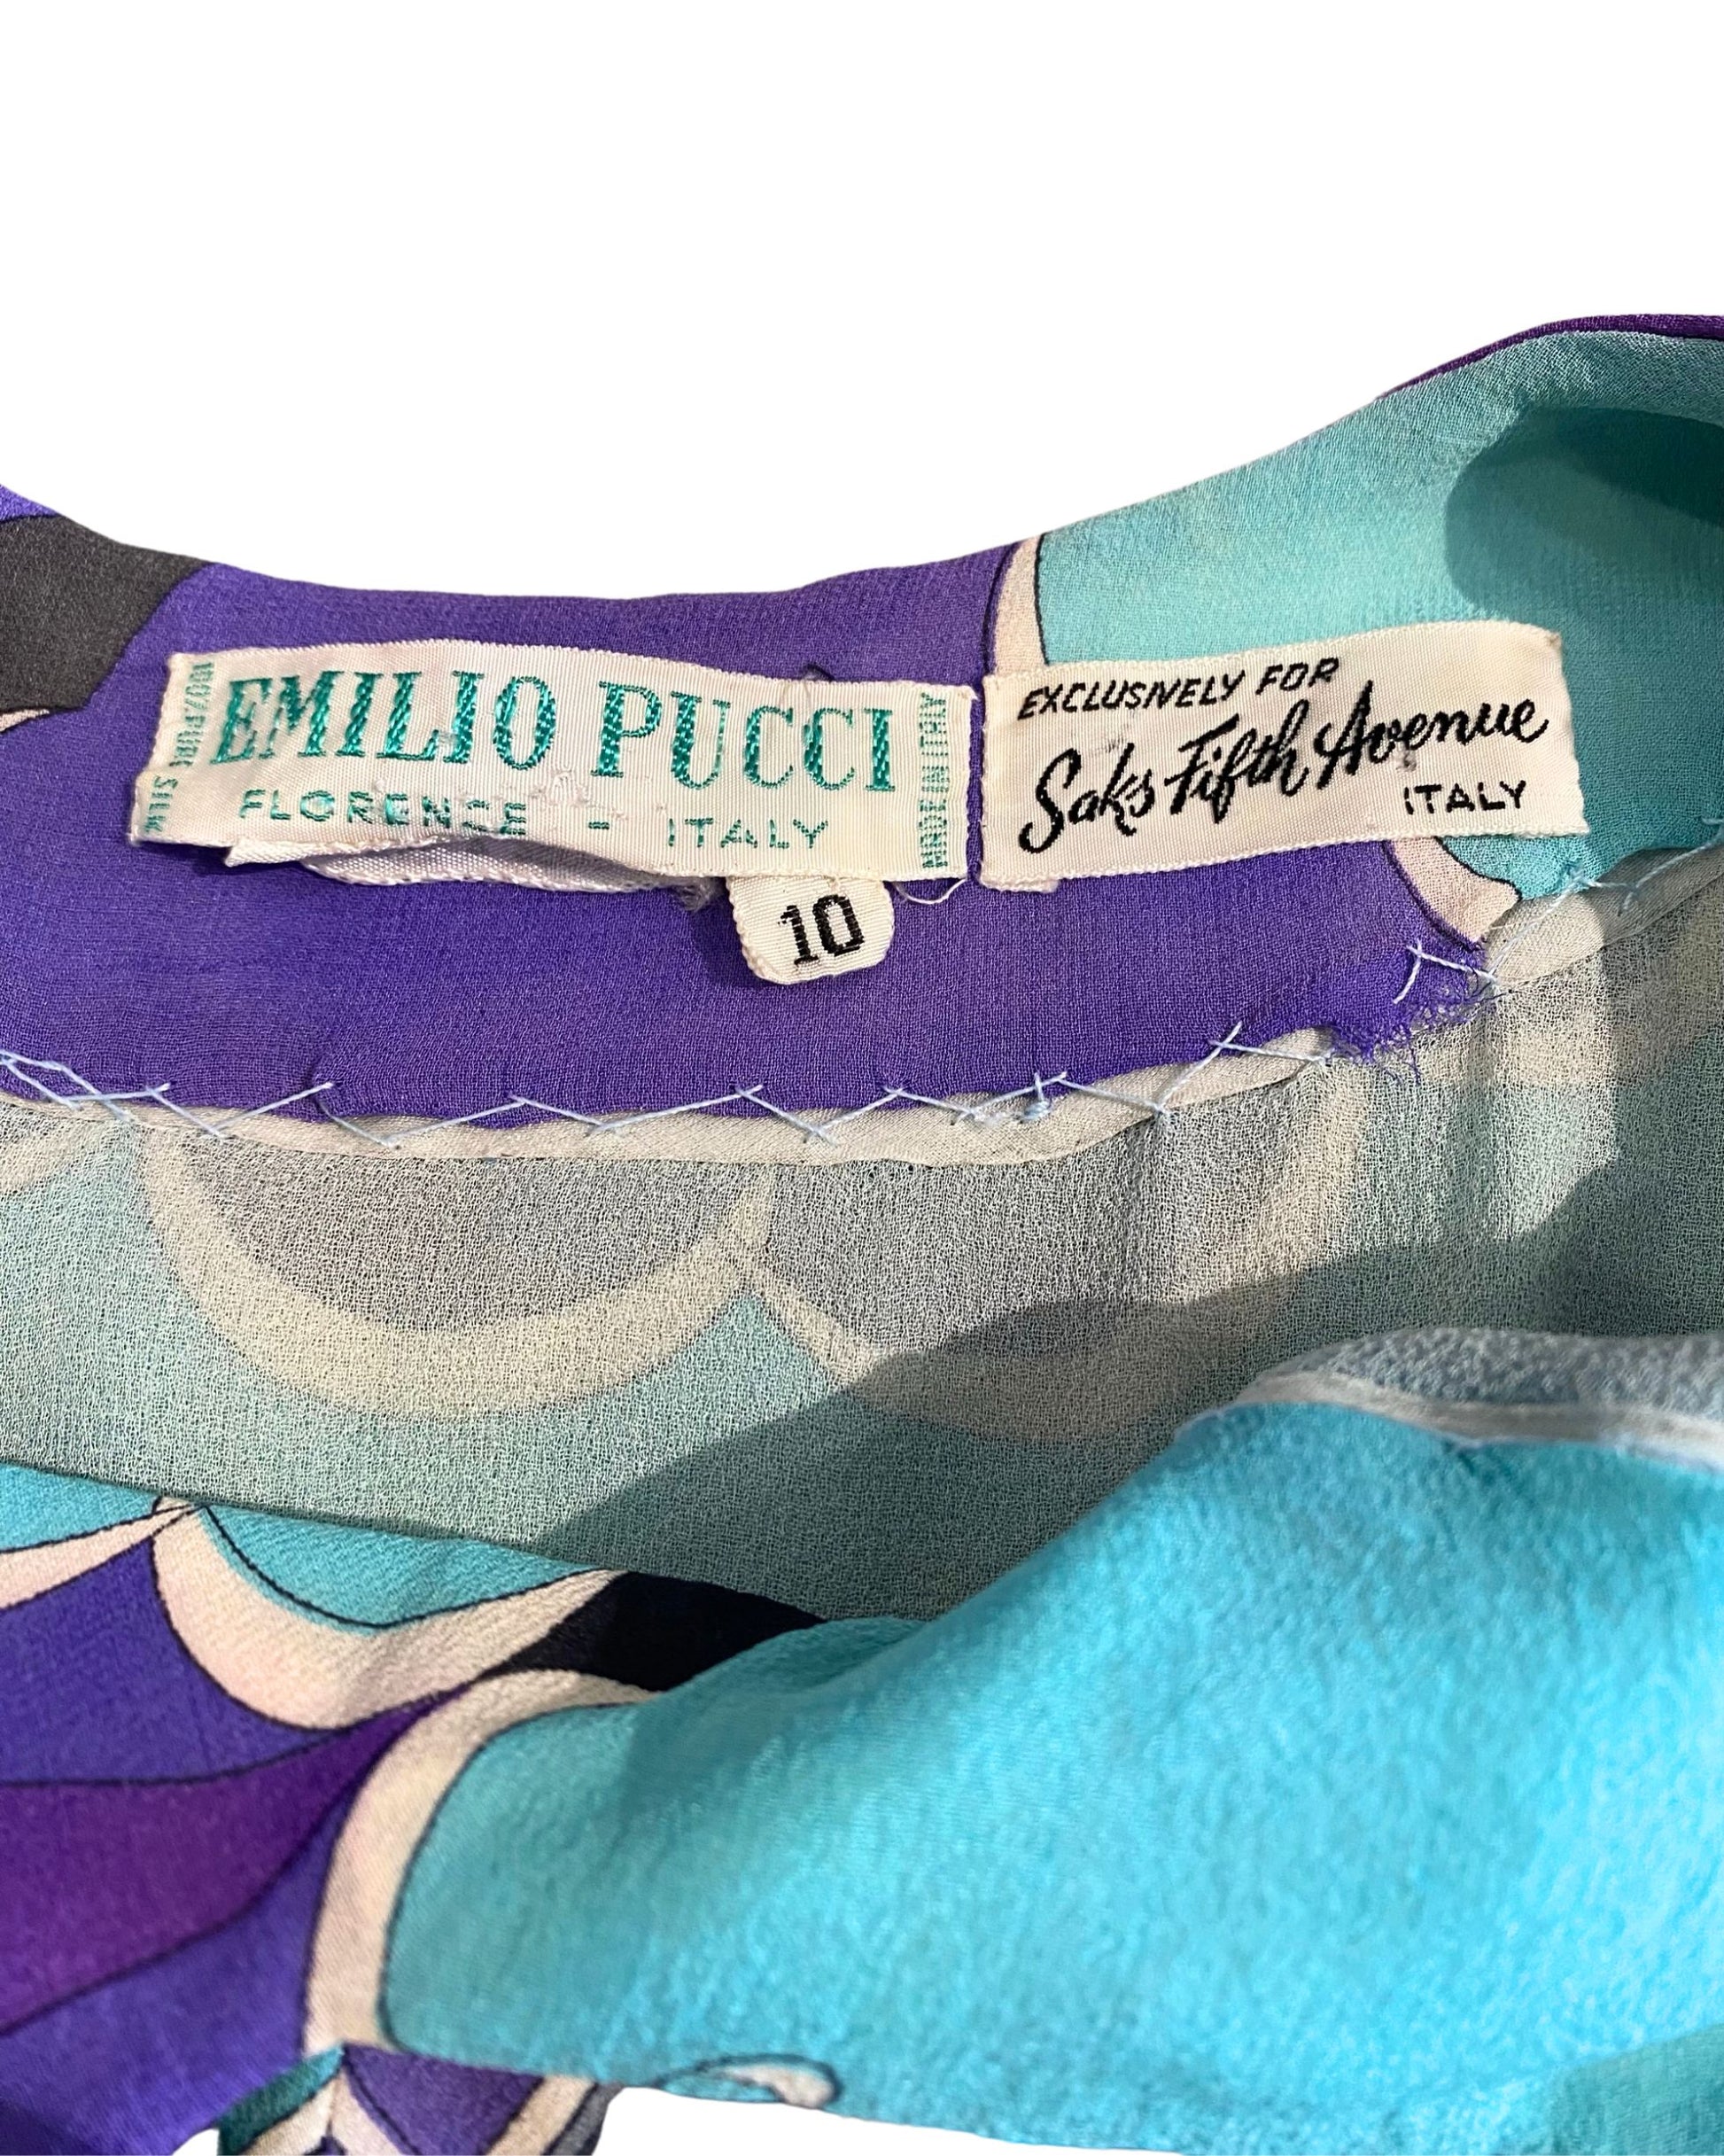 100% PURE SILK
EMILIO PUCCI
FLORENCE - ITALY
MADE IN ITALY
10
EXCLUSIVELY FOR
Saks Fifth Avenue
ITALY